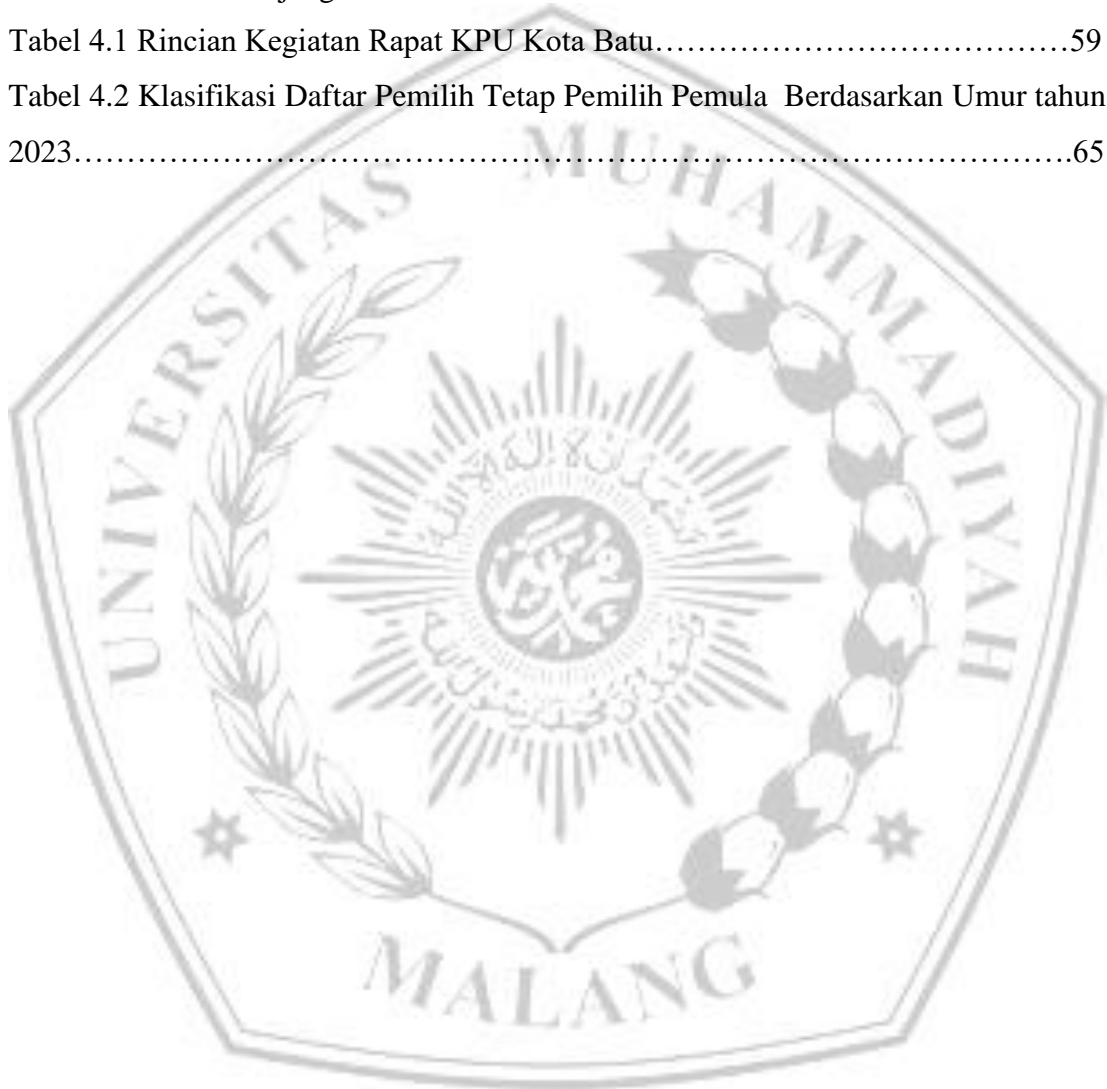 Tabel 4.1 Rincian Kegiatan Rapat KPU Kota Batu…………………………………59
Tabel 4.2 Klasifikasi Daftar Pemilih Tetap Pemilih Pemula Berdasarkan Umur tahun
2023…………………………………………………………………………………….65
UNIVERSITAS MUHAMMADIYAH
MALANG